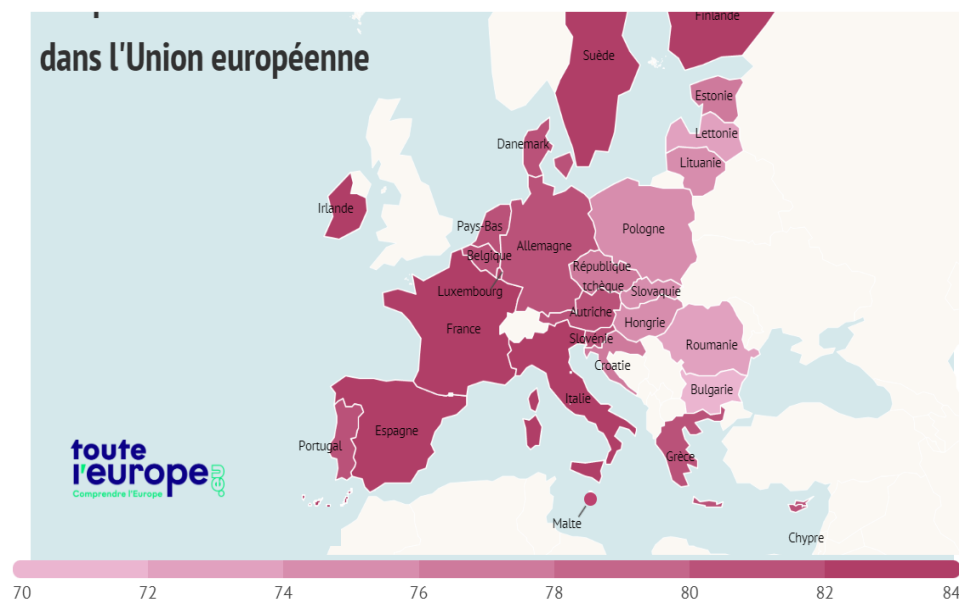 dans l'Union européenne
Finlande
Suède
Estonie
Lettonie
Danemark
Lituanie
Irlande
Pays-Bas
Pologne
Allemagne
Belgique
République
tchèque
Luxembourg
Slovaquie
Autriche
Hongrie
France
Slovénie
Roumanie
Croatie
Bulgarie
Italie
Espagne
Portugal
toute
l'europe
.eu
Comprendre l'Europe
Grèce
Malte
Chypre
70 72 74 76 78 80 82 84